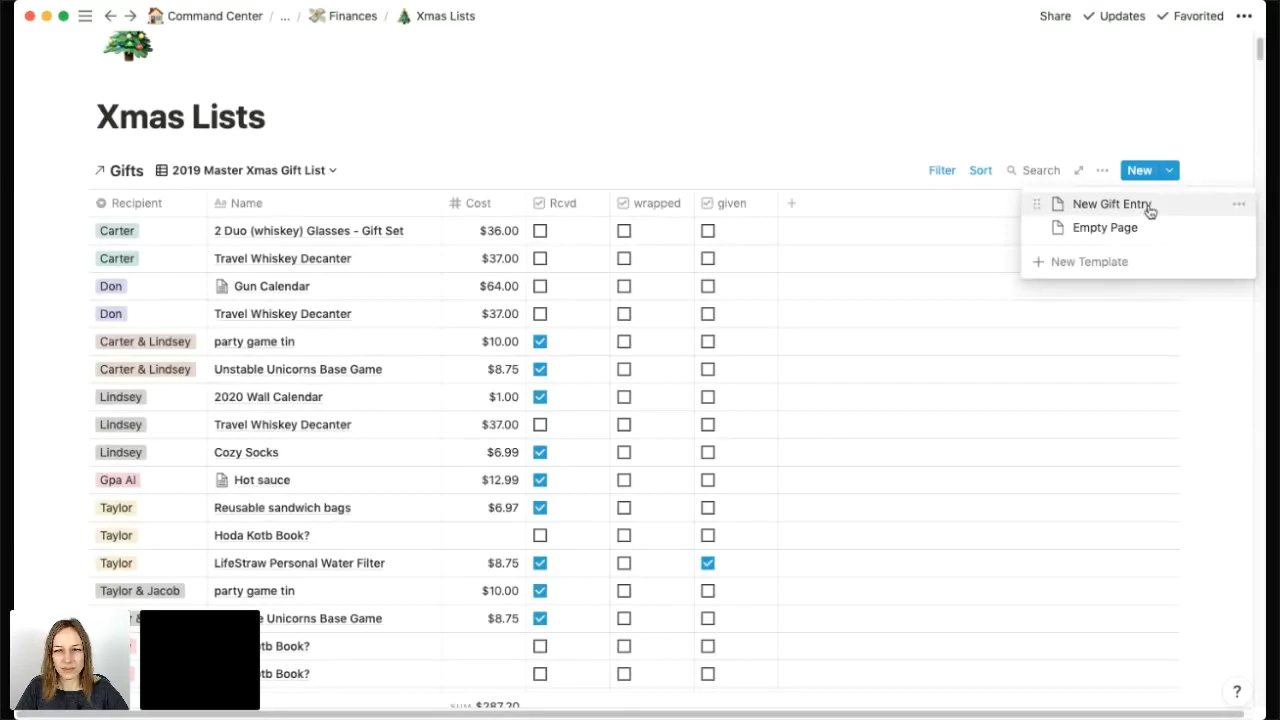 Command Center / ... / Finances / Xmas Lists
Share Updates Favorited
Xmas Lists
Gifts 2019 Master Xmas Gift List
Filter Sort Search New
Recipient Name Cost Rcvd wrapped given
New Gift Entry
Empty Page
New Template
Carter 2 Duo (whiskey) Glasses - Gift Set $36.00
Carter Travel Whiskey Decanter $37.00
Don Gun Calendar $64.00
Don Travel Whiskey Decanter $37.00
Carter & Lindsey party game tin $10.00
Carter & Lindsey Unstable Unicorns Base Game $8.75
Lindsey 2020 Wall Calendar $1.00
Lindsey Travel Whiskey Decanter $37.00
Lindsey Cozy Socks $6.99
Gpa Al Hot sauce $12.99
Taylor Reusable sandwich bags $6.97
Taylor Hoda Kotb Book?
Taylor LifeStraw Personal Water Filter $8.75
Taylor & Jacob party game tin $10.00
Unicorns Base Game $8.75
Book?
Book?
SUM $287.20
?